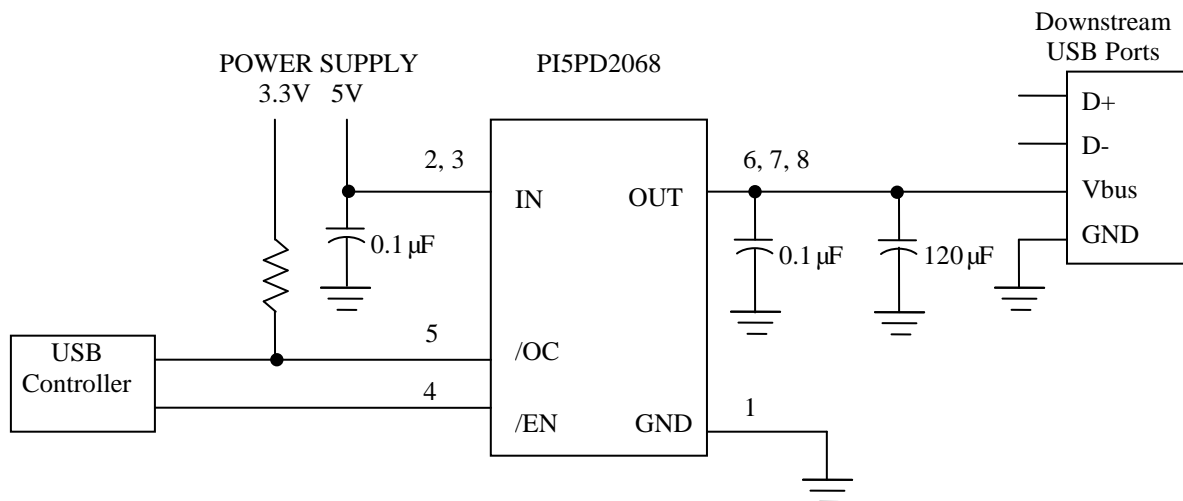 Downstream
USB Ports
POWER SUPPLY
3.3V 5V
PI5PD2068
D+
D-
Vbus
GND
2, 3
6, 7, 8
IN
OUT
0.1 µF
0.1 µF
120 µF
USB
Controller
5
/OC
4
/EN
GND
1